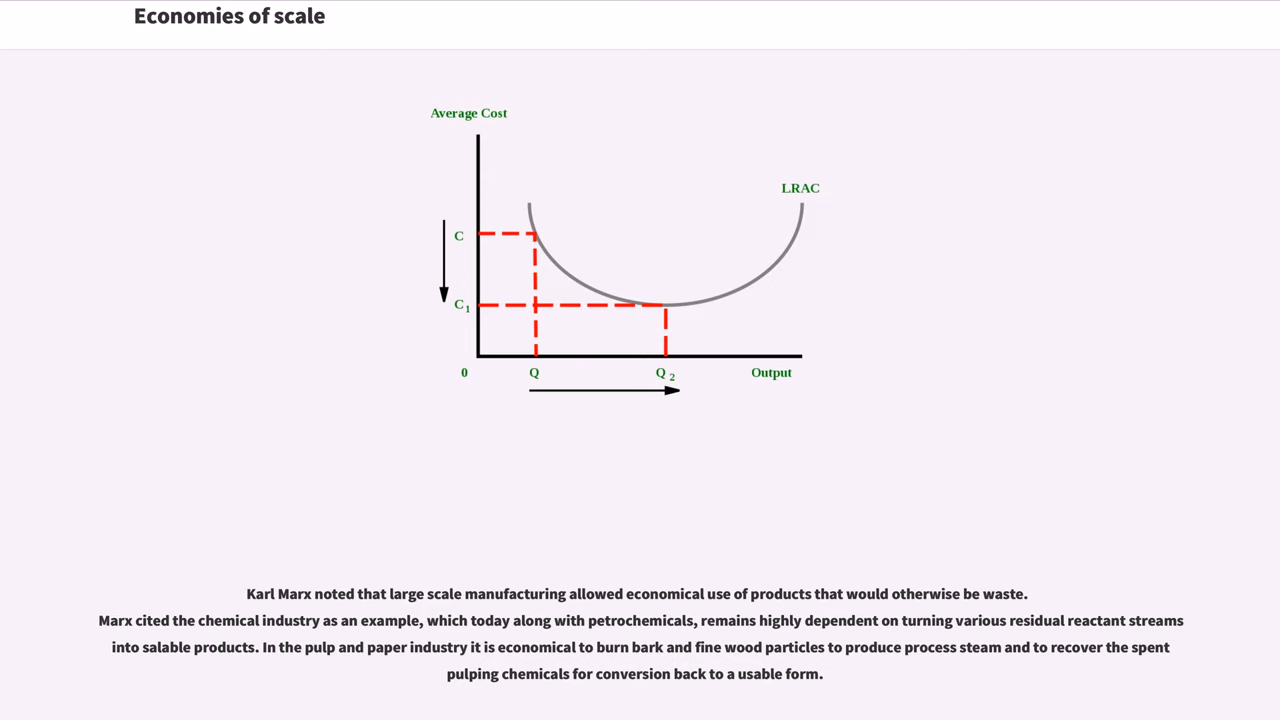 Economies of scale
Average Cost
LRAC
C
C1
0
Q
Q2
Output
Karl Marx noted that large scale manufacturing allowed economical use of products that would otherwise be waste.
Marx cited the chemical industry as an example, which today along with petrochemicals, remains highly dependent on turning various residual reactant streams
into salable products. In the pulp and paper industry it is economical to burn bark and fine wood particles to produce process steam and to recover the spent
pulping chemicals for conversion back to a usable form.